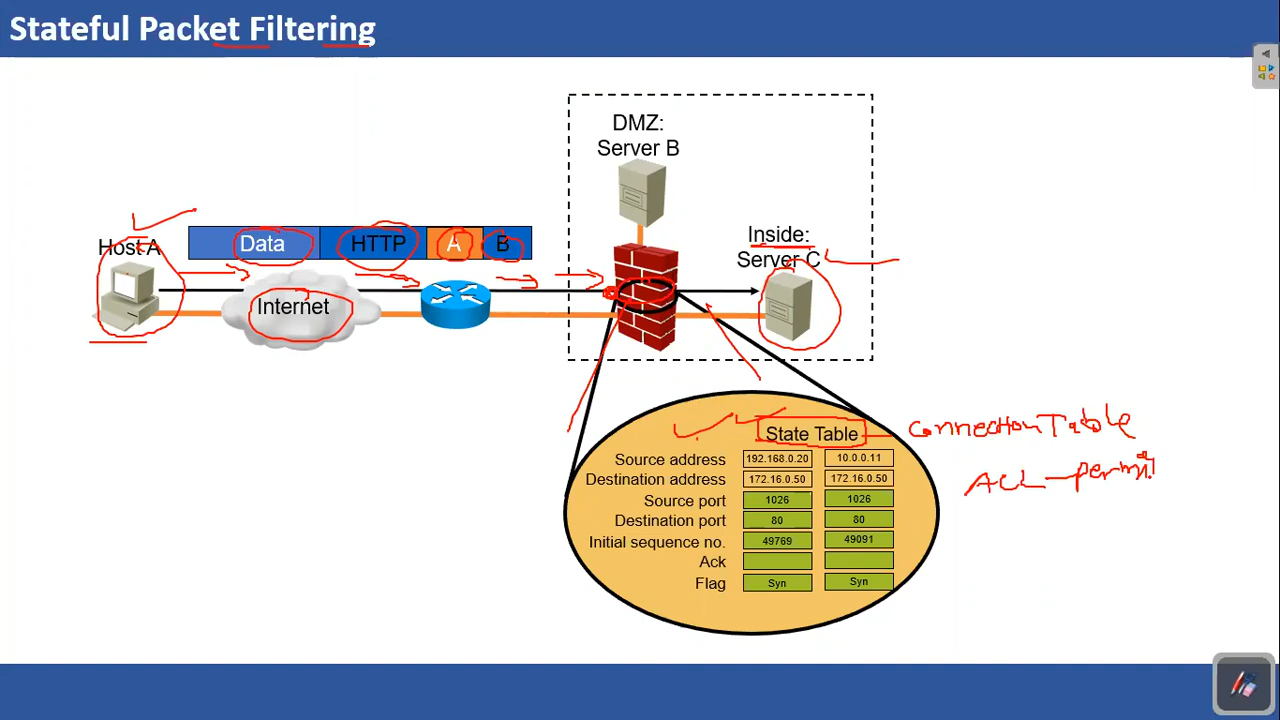 Stateful Packet Filtering
DMZ:
Server B
Host A
Data HTTP A B
Inside:
Server C
Internet
State Table
Connection Table
ACL - permit
Source address 192.168.0.20 10.0.0.11
Destination address 172.16.0.50 172.16.0.50
Source port 1026 1026
Destination port 80 80
Initial sequence no. 49769 49091
Ack
Flag Syn Syn